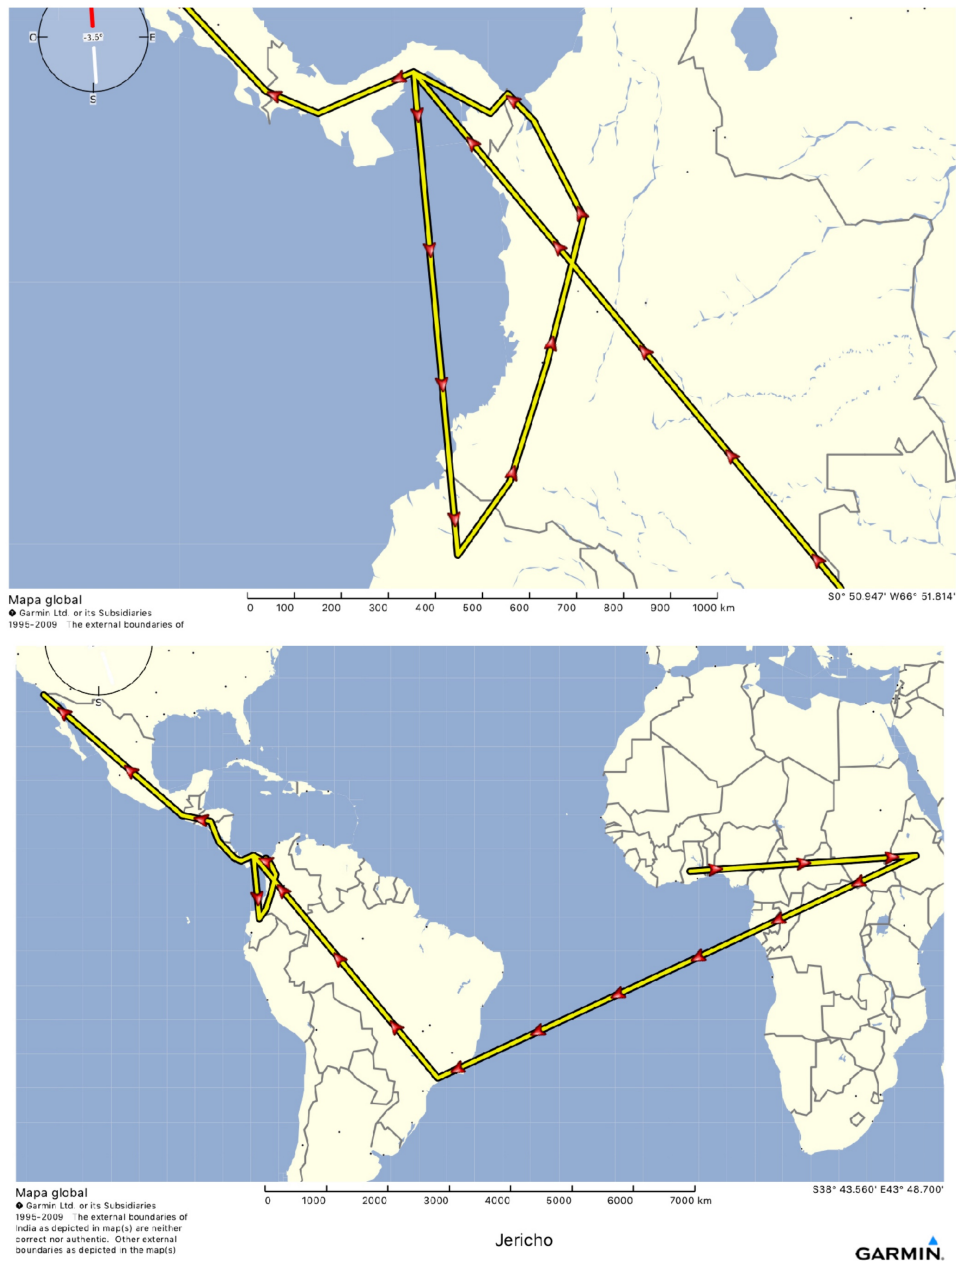 O
-3.5°
E
S
Mapa global
Garmin Ltd. or its Subsidiaries
1995-2009 The external boundaries of
0 100 200 300 400 500 600 700 800 900 1000 km
S0° 50.947' W66° 51.814'
S
Mapa global
Garmin Ltd. or its Subsidiaries
1995-2009 The external boundaries of
India as depicted in map(s) are neither
correct nor authentic. Other external
boundaries as depicted in the map(s)
0 1000 2000 3000 4000 5000 6000 7000 km
S38° 43.560' E43° 48.700'
Jericho
GARMIN.